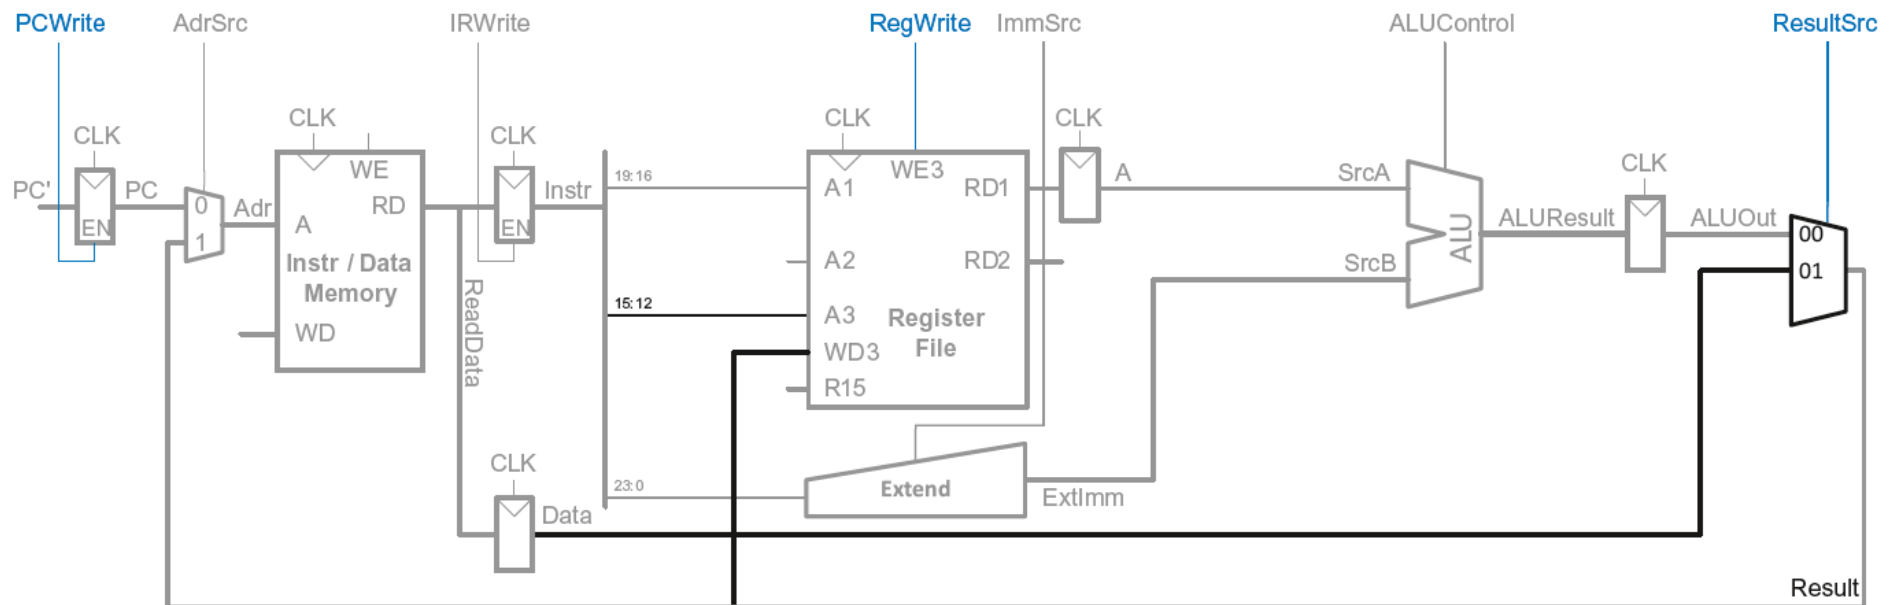 PCWrite
AdrSrc
IRWrite
RegWrite
ImmSrc
ALUControl
ResultSrc
CLK
CLK
CLK
CLK
CLK
CLK
PC'
EN
PC
0
1
Adr
WE
RD
A
Instr / Data
Memory
WD
EN
Instr
ReadData
19:16
15:12
23:0
A1
A2
A3
WD3
R15
WE3
RD1
RD2
Register
File
A
SrcA
SrcB
ALU
ALUResult
ALUOut
00
01
CLK
Data
Extend
ExtImm
Result